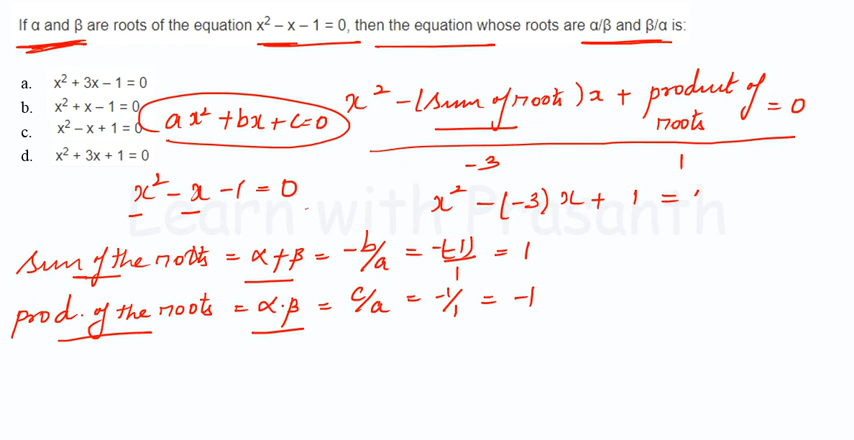 If α and β are roots of the equation x² – x – 1 = 0, then the equation whose roots are α/β and β/α is:
a. x² + 3x – 1 = 0
b. x² + x – 1 = 0
c. x² – x + 1 = 0
d. x² + 3x + 1 = 0
ax² + bx + c = 0
x² - (sum of roots) x + product of roots = 0
-3 1
x² - x - 1 = 0
x² - (-3) x + 1 =
Learn with Prasanth
sum of the roots = α + β = -b/a = -(-1)/1 = 1
prod. of the roots = α.β = c/a = -1/1 = -1